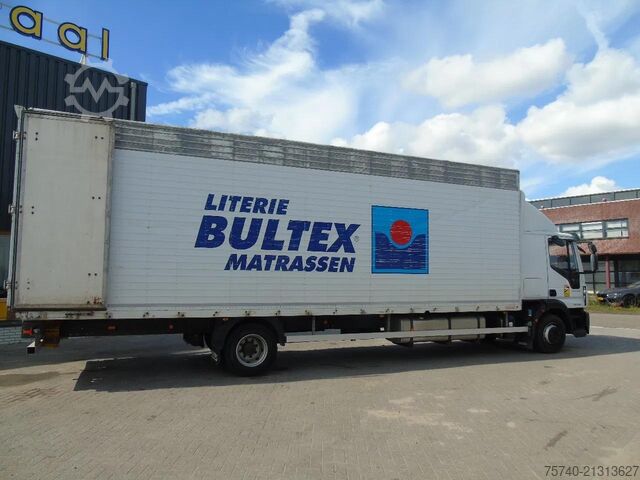 aal
LITERIE
BULTEX®
MATRASSEN
75740-21313627